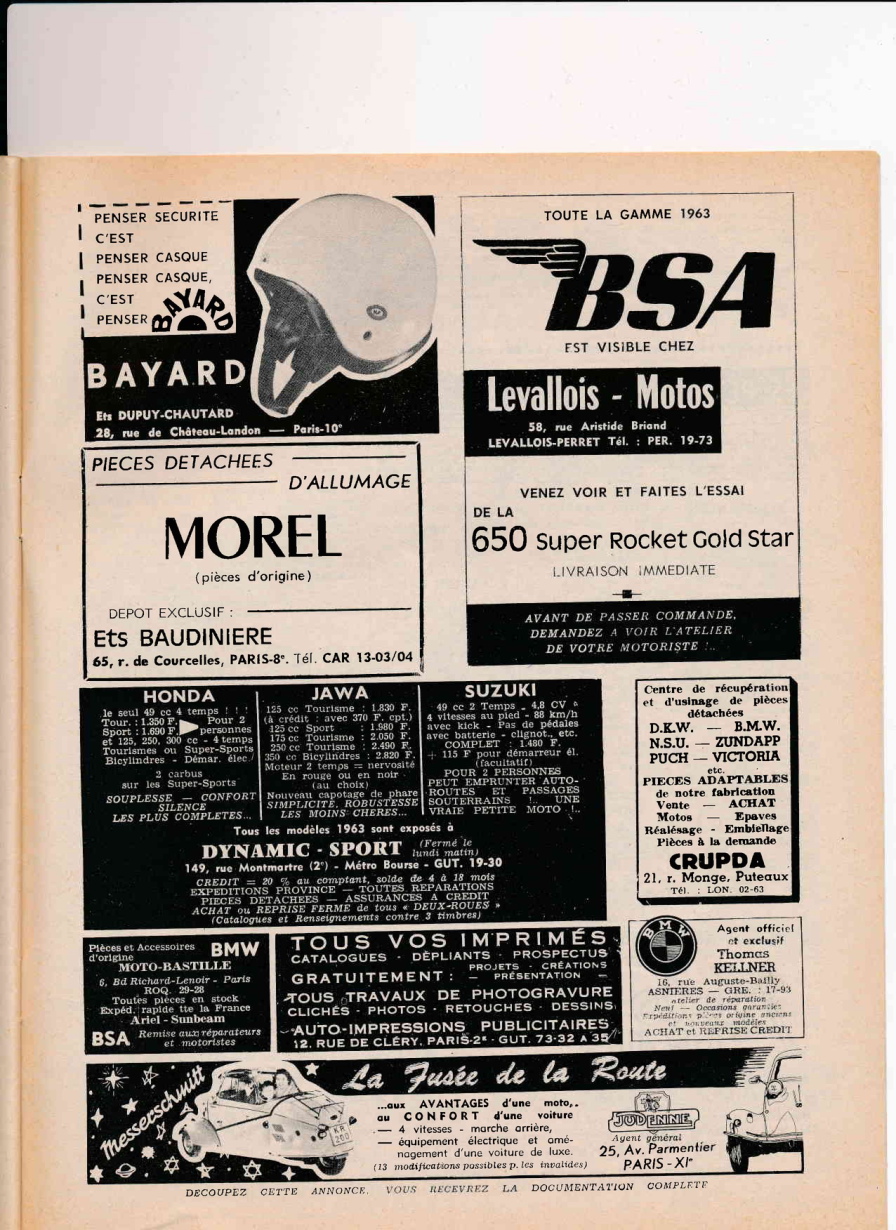 PENSER SECURITE
C'EST
PENSER CASQUE
PENSER CASQUE,
C'EST
PENSER BAYARD
BAYARD
Ets DUPUY-CHAUTARD
28, rue de Château-Landon — Paris-10e
TOUTE LA GAMME 1963
BSA
EST VISIBLE CHEZ
Levallois - Motos
58, rue Aristide Briand
LEVALLOIS-PERRET Tél. : PER. 19-73
VENEZ VOIR ET FAITES L'ESSAI
DE LA
650 Super Rocket Gold Star
LIVRAISON IMMEDIATE
AVANT DE PASSER COMMANDE,
DEMANDEZ A VOIR L'ATELIER
DE VOTRE MOTORISTE !..
PIECES DETACHEES
D'ALLUMAGE
MOREL
(pièces d'origine)
DEPOT EXCLUSIF :
Ets BAUDINIERE
65, r. de Courcelles, PARIS-8e. Tél. CAR 13-03/04
HONDA
le seul 49 cc 4 temps ! ! !
Tour. : 1.350 F. Pour 2
Sport : 1.690 F. personnes
et 125, 250, 300 cc - 4 temps
Tourismes ou Super-Sports
Bicylindres - Démar. élec.
2 carbus
sur les Super-Sports
SOUPLESSE — CONFORT
SILENCE
LES PLUS COMPLETES...
JAWA
125 cc Tourisme : 1.830 F.
(à crédit : avec 370 F. cpt.)
125 cc Sport : 1.980 F.
175 cc Tourisme : 2.050 F.
250 cc Tourisme : 2.490 F.
350 cc Bicylindres : 2.820 F.
Moteur 2 temps = nervosité
En rouge ou en noir
(au choix)
Nouveau capotage de phare
SIMPLICITE, ROBUSTESSE
LES MOINS CHERES...
SUZUKI
49 cc 2 Temps - 4,8 CV
4 vitesses au pied - 88 km/h
avec kick - Pas de pédales
avec batterie - clignot., etc.
COMPLET : 1.480 F.
+ 115 F pour démarreur él.
(facultatif)
POUR 2 PERSONNES
PEUT EMPRUNTER AUTO-
ROUTES ET PASSAGES
SOUTERRAINS !.. UNE
VRAIE PETITE MOTO !..
Tous les modèles 1963 sont exposés à
DYNAMIC - SPORT (Fermé le lundi matin)
149, rue Montmartre (2e) - Métro Bourse - GUT. 19-30
CREDIT = 20 % au comptant, solde de 4 à 18 mois
EXPEDITIONS PROVINCE — TOUTES REPARATIONS
PIECES DETACHEES — ASSURANCES A CREDIT
ACHAT ou REPRISE FERME de tous « DEUX-ROUES »
(Catalogues et Renseignements contre 3 timbres)
Centre de récupération
et d'usinage de pièces
détachées
D.K.W. — B.M.W.
N.S.U. — ZUNDAPP
PUCH — VICTORIA
etc.
PIECES ADAPTABLES
de notre fabrication
Vente — ACHAT
Motos - Epaves
Réalésage - Embiellage
Pièces à la demande
CRUPDA
21, r. Monge, Puteaux
Tél. : LON. 02-63
Pièces et Accessoires
d'origine BMW
MOTO-BASTILLE
6, Bd Richard-Lenoir - Paris
ROQ. 29-28
Toutes pièces en stock
Expéd. rapide tte la France
Ariel - Sunbeam
BSA Remise aux réparateurs
et motoristes
TOUS VOS IMPRIMÉS
CATALOGUES - DÉPLIANTS - PROSPECTUS
PROJETS - CRÉATIONS
GRATUITEMENT : — PRÉSENTATION —
TOUS TRAVAUX DE PHOTOGRAVURE
CLICHÉS - PHOTOS - RETOUCHES - DESSINS
AUTO-IMPRESSIONS PUBLICITAIRES
12, RUE DE CLÉRY, PARIS-2e - GUT. 73-32 A 35
BMW
Agent officiel
et exclusif
Thomas
KELLNER
16, rue Auguste-Bailly
ASNIERES — GRE. : 17-93
atelier de réparation
Neuf — Occasions garanties
Expéditions pièces origine anciens
et nouveaux modèles
ACHAT et REPRISE CREDIT
Messerschmitt
KR 200
La Fusée de la Route
...aux AVANTAGES d'une moto,.
au CONFORT d'une voiture
— 4 vitesses - marche arrière,
— équipement électrique et amé-
nagement d'une voiture de luxe.
(13 modifications possibles p. les invalides)
JUDENNE
Agent général
25, Av. Parmentier
PARIS - XIe
DECOUPEZ CETTE ANNONCE, VOUS RECEVREZ LA DOCUMENTATION COMPLETE